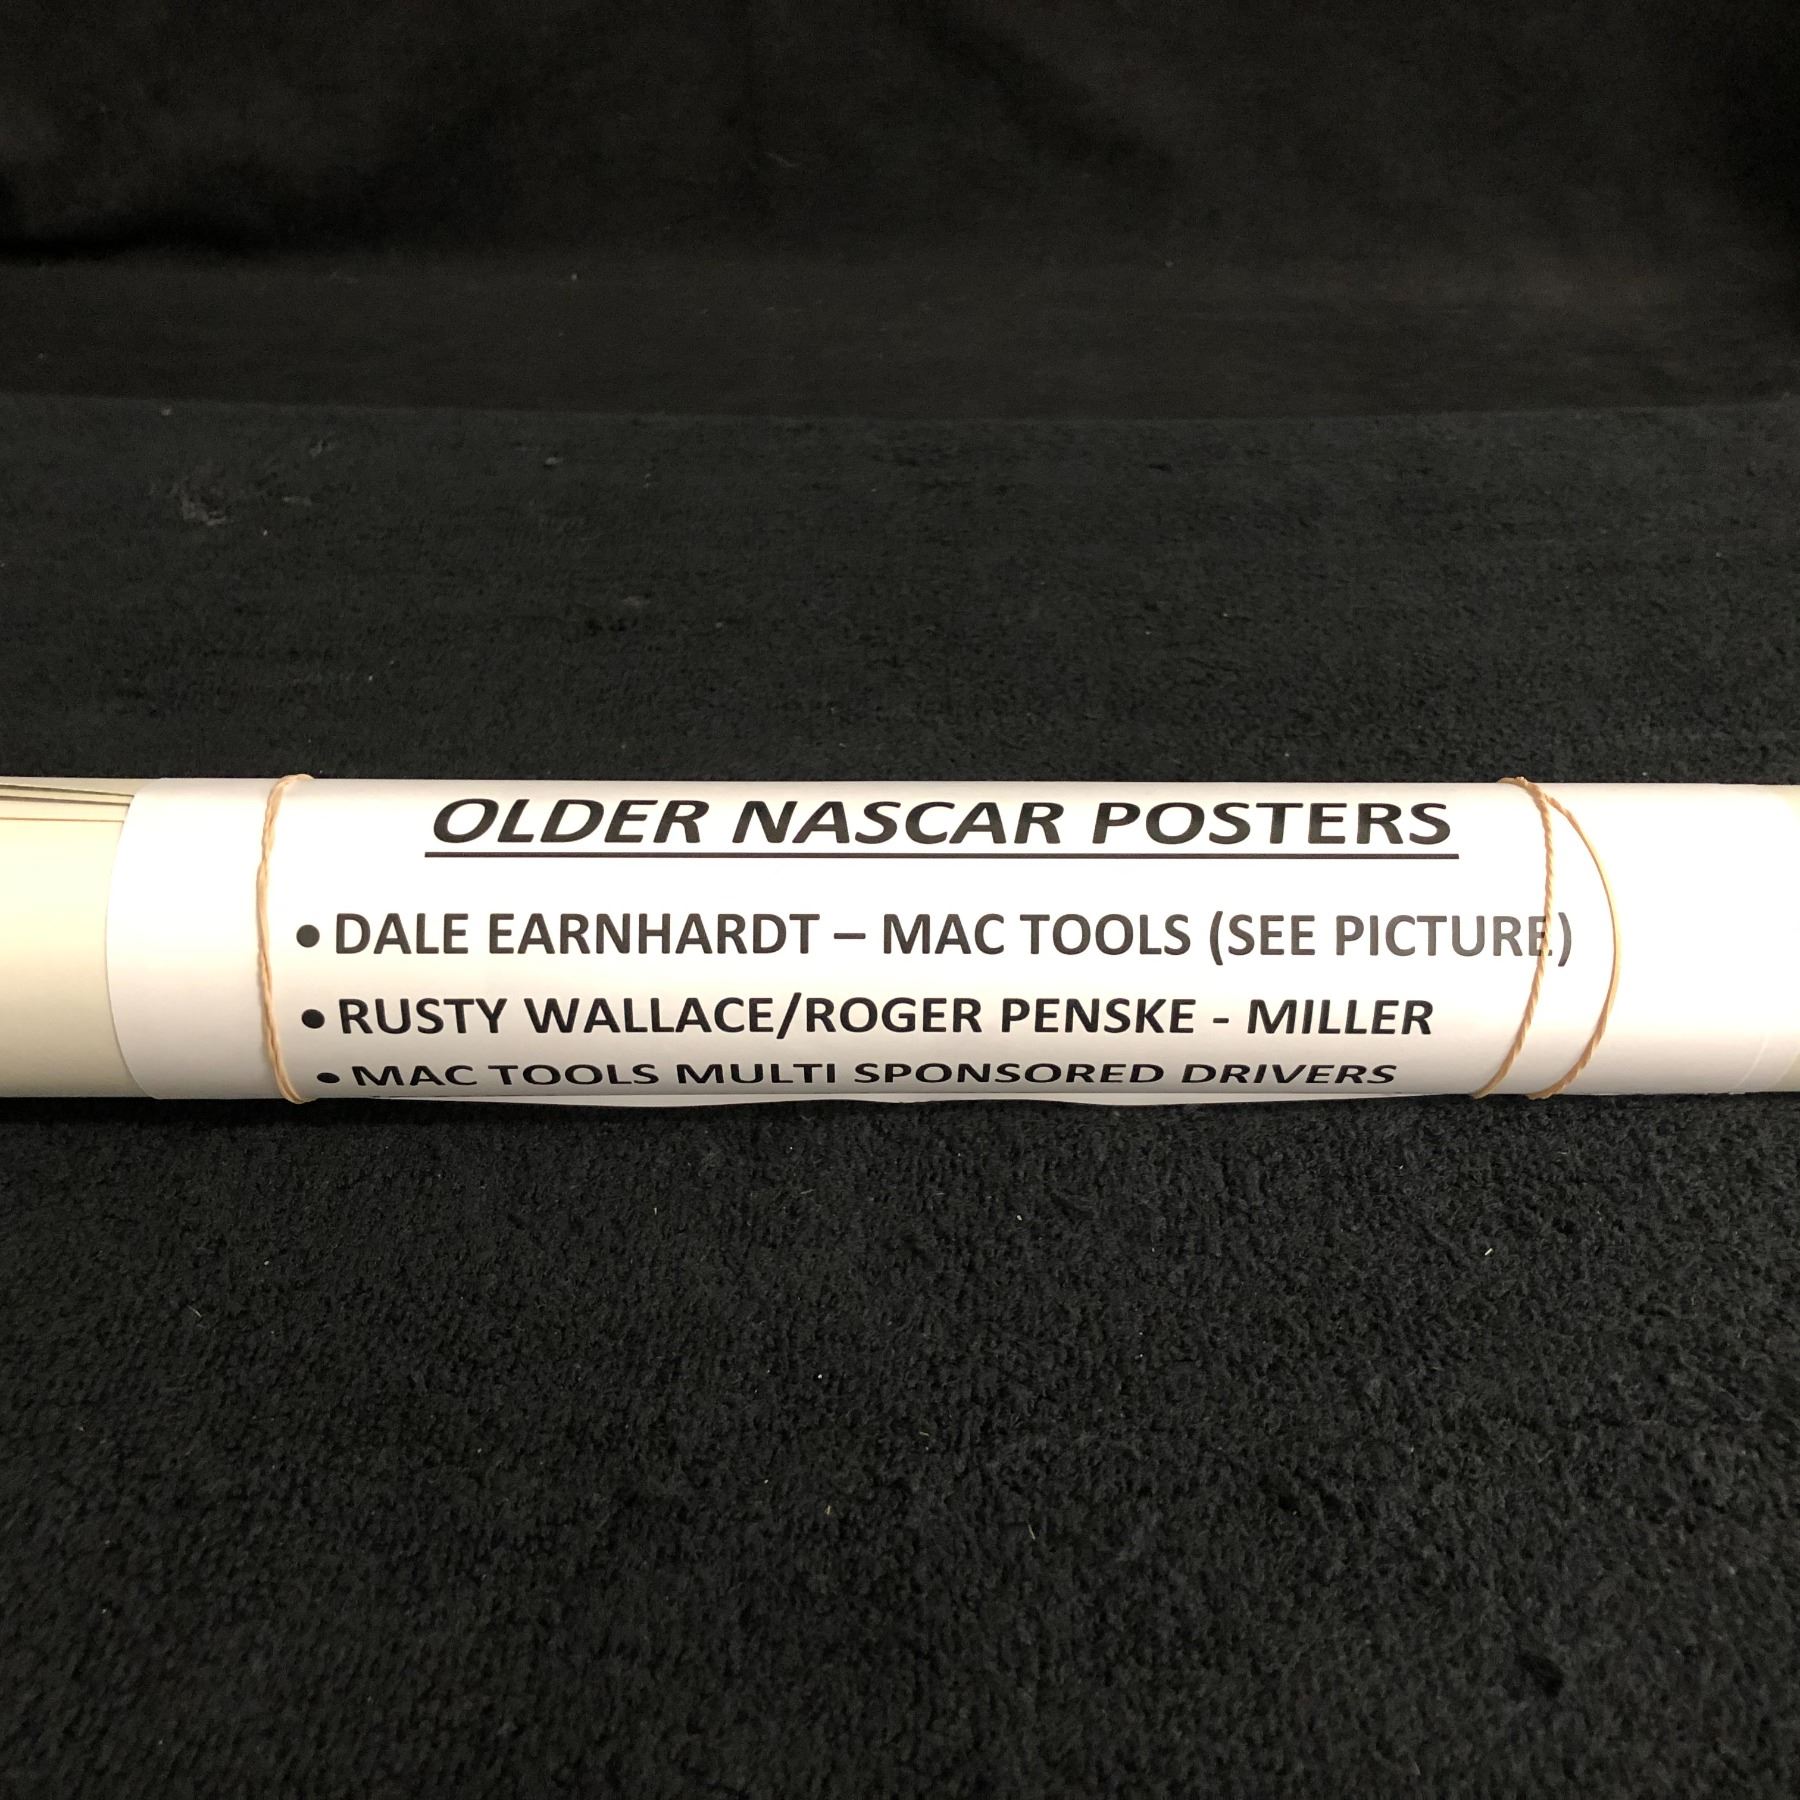 OLDER NASCAR POSTERS
• DALE EARNHARDT – MAC TOOLS (SEE PICTURE)
• RUSTY WALLACE/ROGER PENSKE - MILLER
• MAC TOOLS MULTI SPONSORED DRIVERS